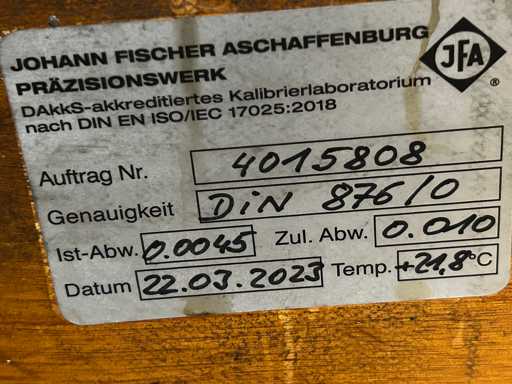 JOHANN FISCHER ASCHAFFENBURG
PRÄZISIONSWERK
JFA
®
DAkkS-akkreditiertes Kalibrierlaboratorium
nach DIN EN ISO/IEC 17025:2018
Auftrag Nr. 4015808
Genauigkeit DiN 876/0
Ist-Abw. 0.0045 Zul. Abw. 0.010
Datum 22.03.2023 Temp. +21,8°C